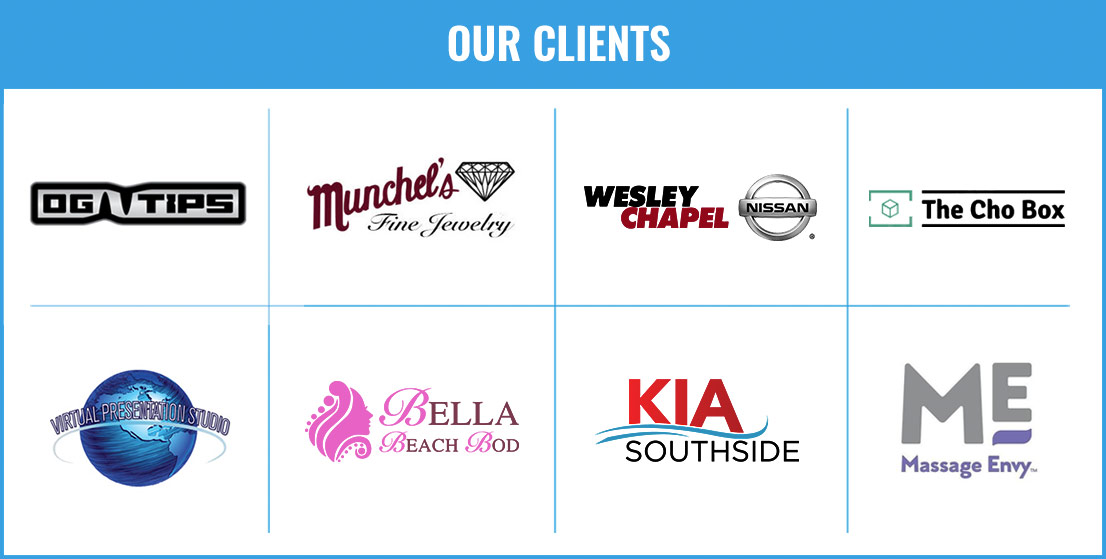 OUR CLIENTS
OG TIPS
Munchel's
Fine Jewelry
WESLEY
CHAPEL
NISSAN
®
The Cho Box
VIRTUAL PRESENTATION STUDIO
BELLA
BEACH BOD
KIA
SOUTHSIDE
ME
Massage Envy™